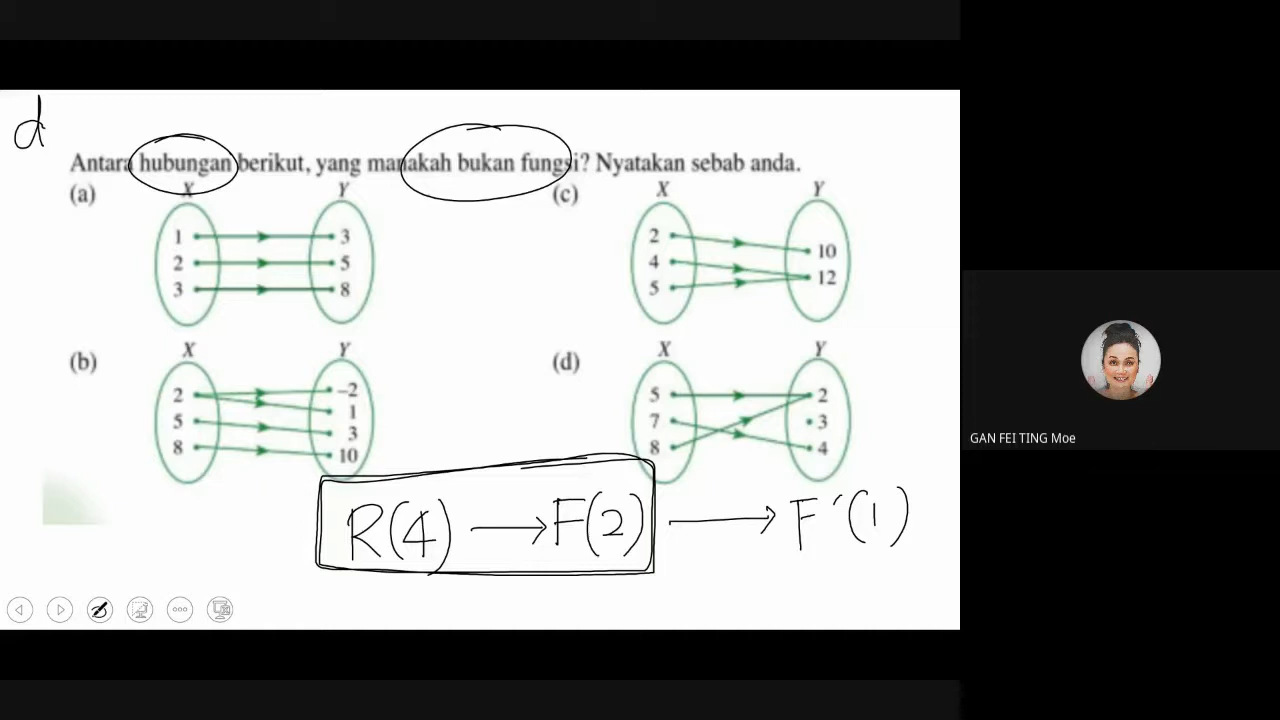 d
Antara hubungan berikut, yang manakah bukan fungsi? Nyatakan sebab anda.
(a)
X
Y
1
2
3
3
5
8
(c)
X
Y
2
4
5
10
12
(b)
X
Y
2
5
8
–2
1
3
10
(d)
X
Y
5
7
8
2
3
4
R(4) → F(2) → F´(1)
GAN FEI TING Moe